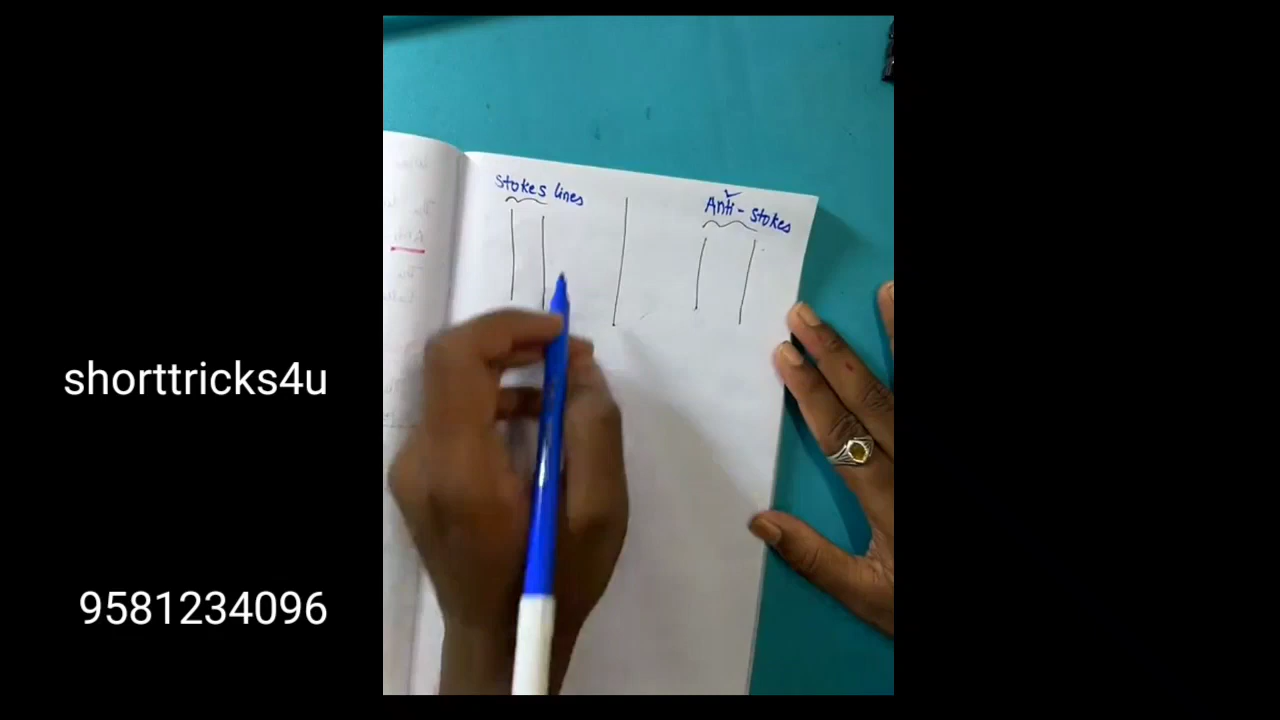 stokes lines
Anti - stokes
shorttricks4u
9581234096